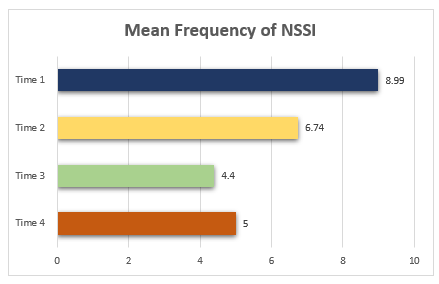 Mean Frequency of NSSI
Time 1
8.99
Time 2
6.74
Time 3
4.4
Time 4
5
0 2 4 6 8 10